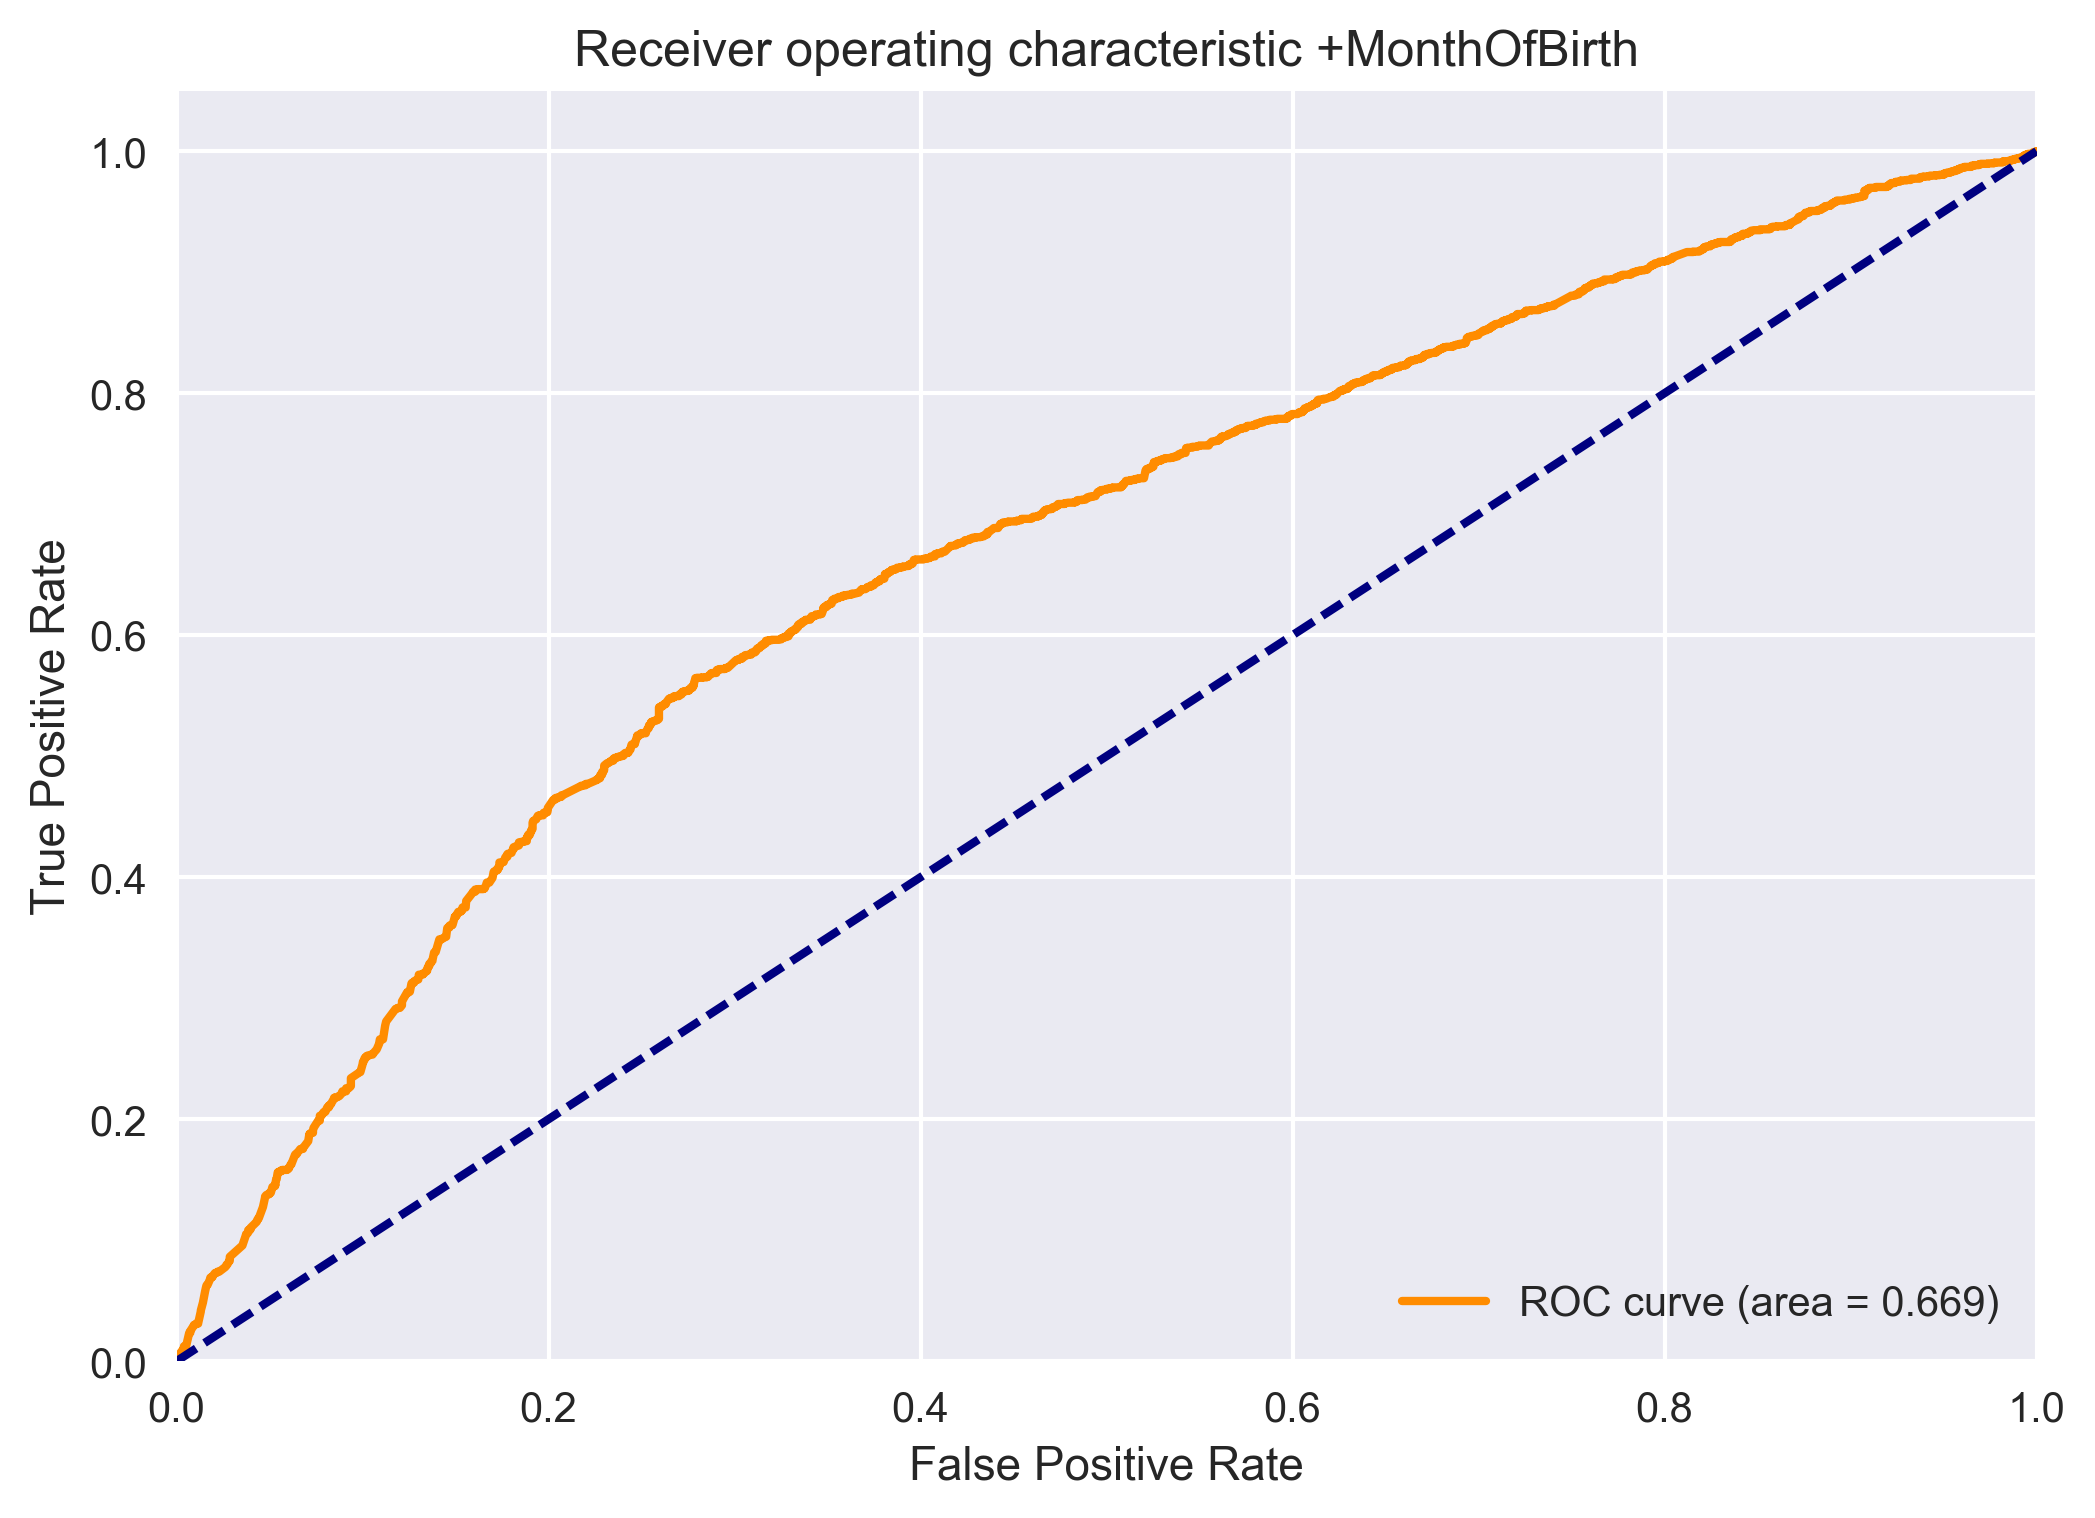 Receiver operating characteristic +MonthOfBirth
1.0
0.8
0.6
0.4
0.2
0.0
True Positive Rate
ROC curve (area = 0.669)
0.0 0.2 0.4 0.6 0.8 1.0
False Positive Rate